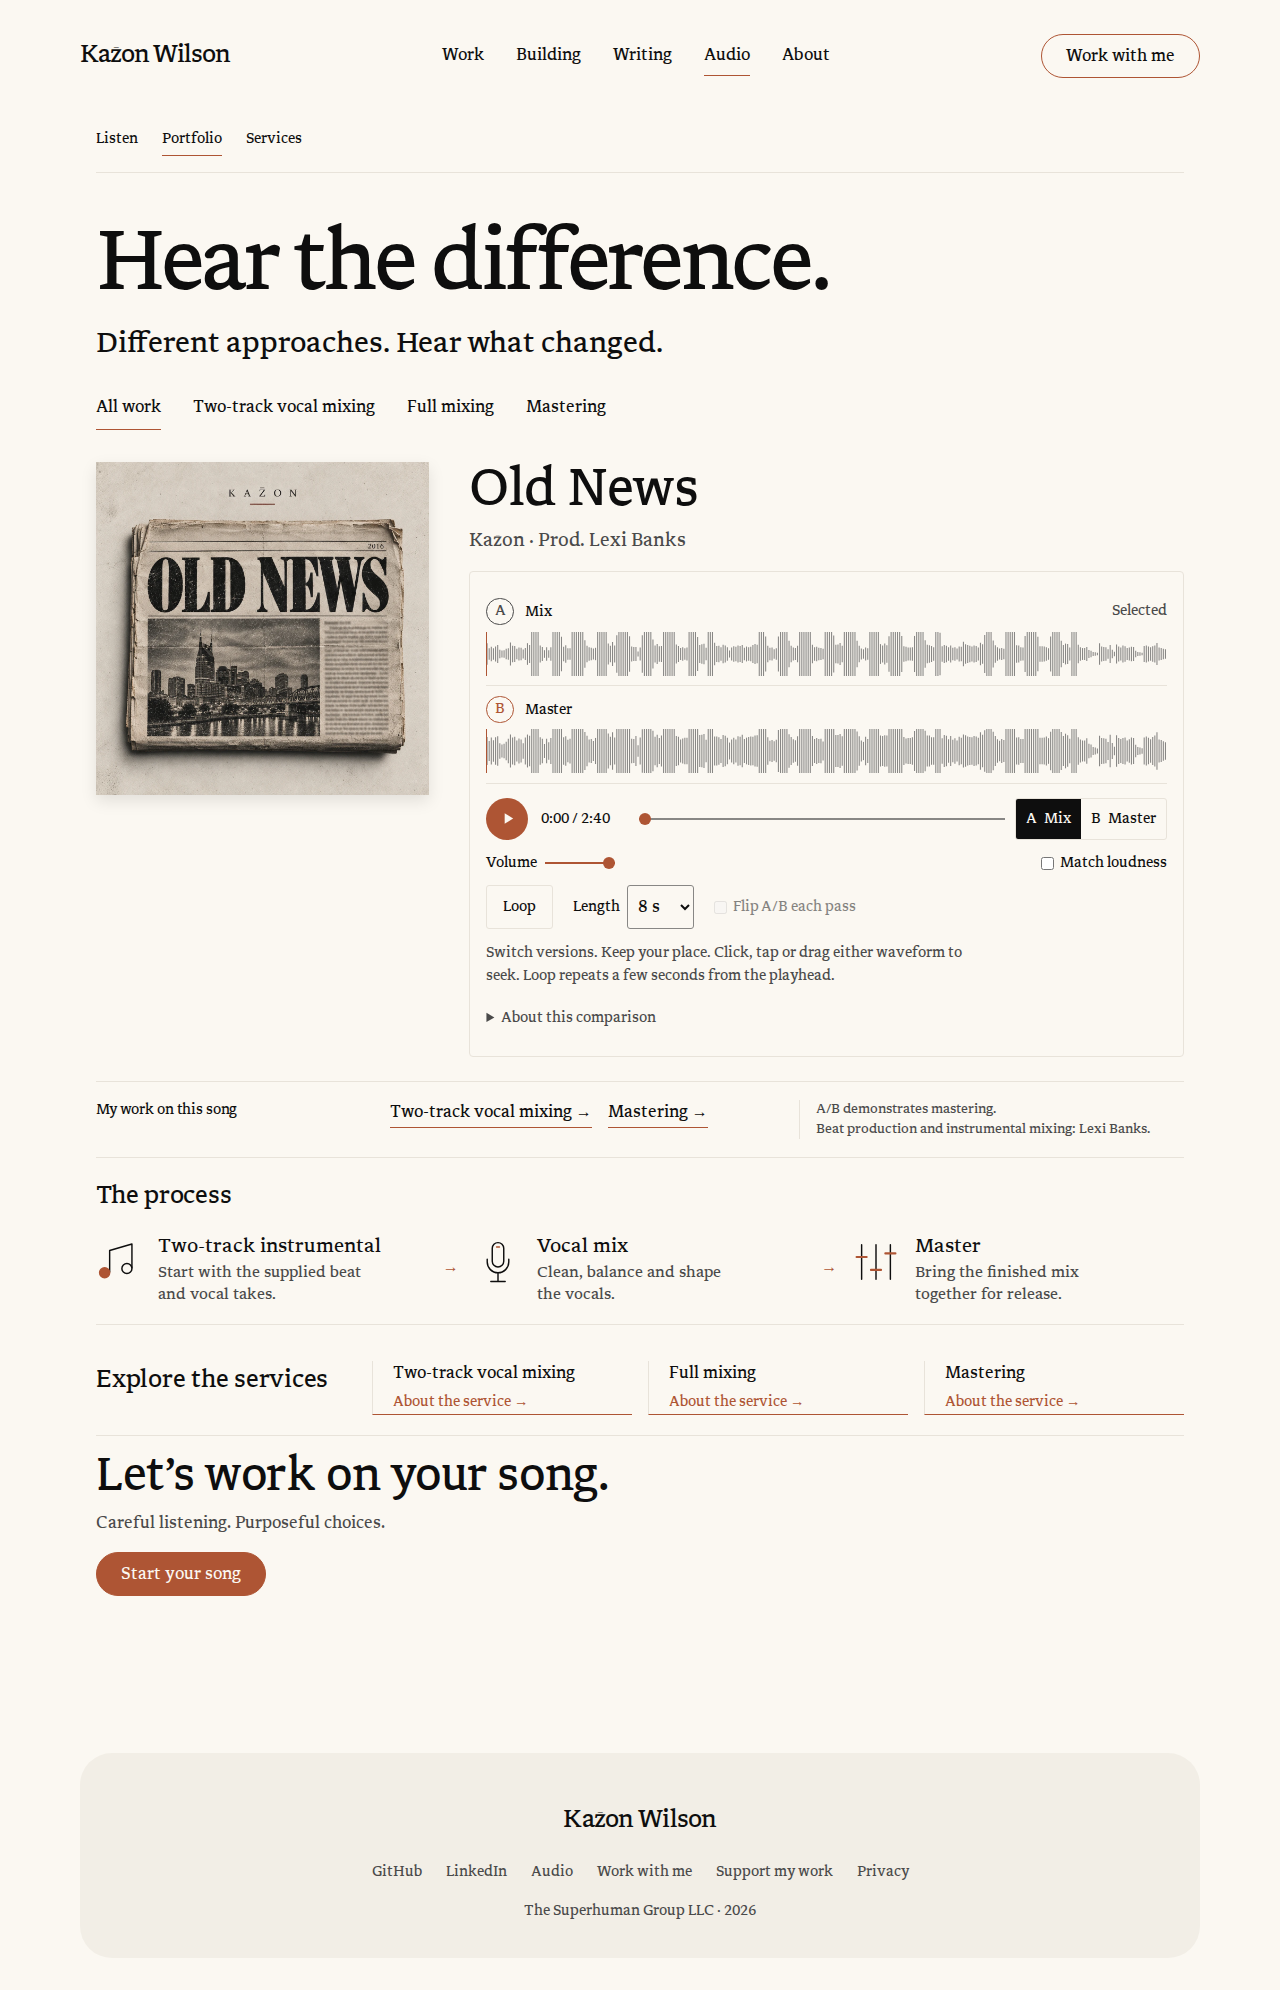 Kazon Wilson
Work Building Writing Audio About
Work with me
Listen Portfolio Services
Hear the difference.
Different approaches. Hear what changed.
All work Two-track vocal mixing Full mixing Mastering
KAZ̄ON
2016
OLD NEWS
Old News
Kazon · Prod. Lexi Banks
A Mix Selected
B Master
0:00 / 2:40 A Mix B Master
Volume Match loudness
Loop Length 8 s Flip A/B each pass
Switch versions. Keep your place. Click, tap or drag either waveform to
seek. Loop repeats a few seconds from the playhead.
About this comparison
My work on this song
Two-track vocal mixing → Mastering →
A/B demonstrates mastering.
Beat production and instrumental mixing: Lexi Banks.
The process
Two-track instrumental
Start with the supplied beat
and vocal takes.
→
Vocal mix
Clean, balance and shape
the vocals.
→
Master
Bring the finished mix
together for release.
Explore the services
Two-track vocal mixing
About the service →
Full mixing
About the service →
Mastering
About the service →
Let’s work on your song.
Careful listening. Purposeful choices.
Start your song
Kaz̄on Wilson
GitHub LinkedIn Audio Work with me Support my work Privacy
The Superhuman Group LLC · 2026